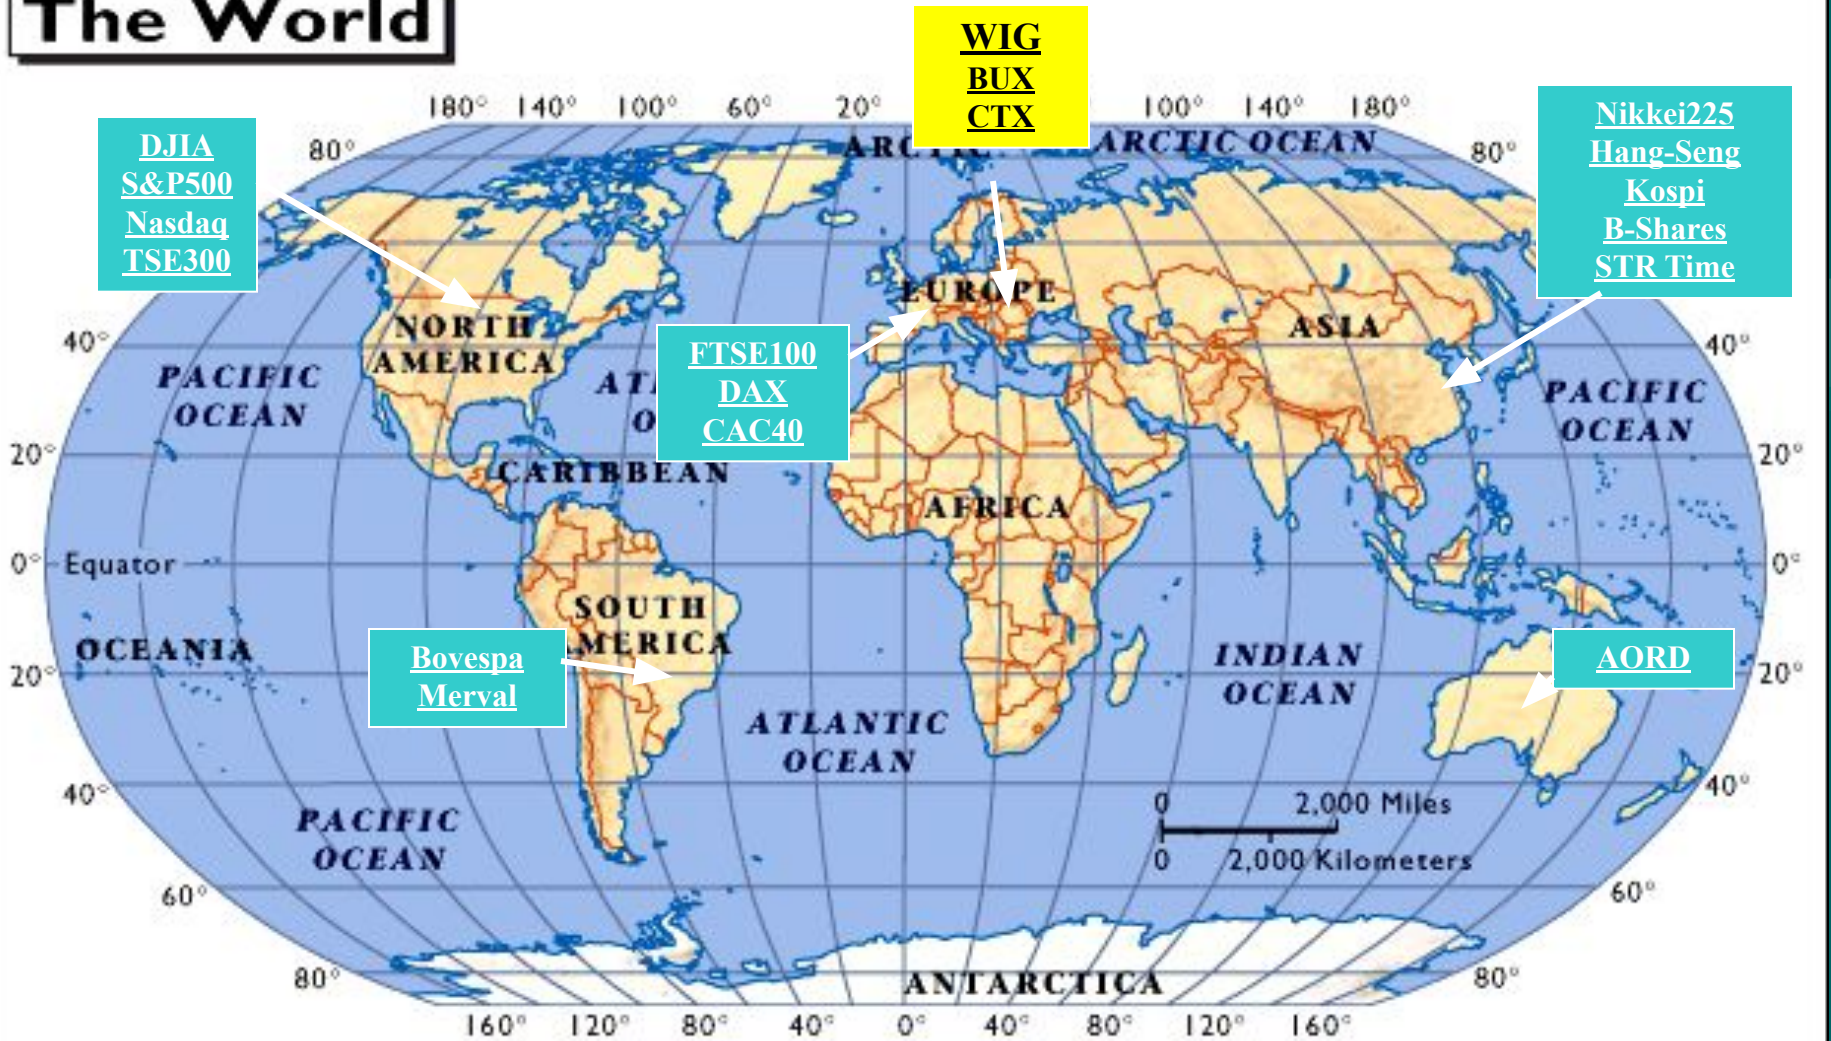 The World
WIG
BUX
CTX
180° 140° 100° 60° 20° 100° 140° 180°
DJIA
S&P500
Nasdaq
TSE300
Nikkei225
Hang-Seng
Kospi
B-Shares
STR Time
80° ARCTIC ARCTIC OCEAN 80°
EUROPE
ASIA
NORTH
AMERICA
40° 40°
FTSE100
DAX
CAC40
PACIFIC
OCEAN
PACIFIC
OCEAN
20° 20°
CARIBBEAN
AFRICA
0° Equator 0°
SOUTH
AMERICA
OCEANIA
Bovespa
Merval
INDIAN
OCEAN
AORD
20° 20°
ATLANTIC
OCEAN
40° 40°
0 2,000 Miles
0 2,000 Kilometers
PACIFIC
OCEAN
60° 60°
80° ANTARCTICA 80°
160° 120° 80° 40° 0° 40° 80° 120° 160°